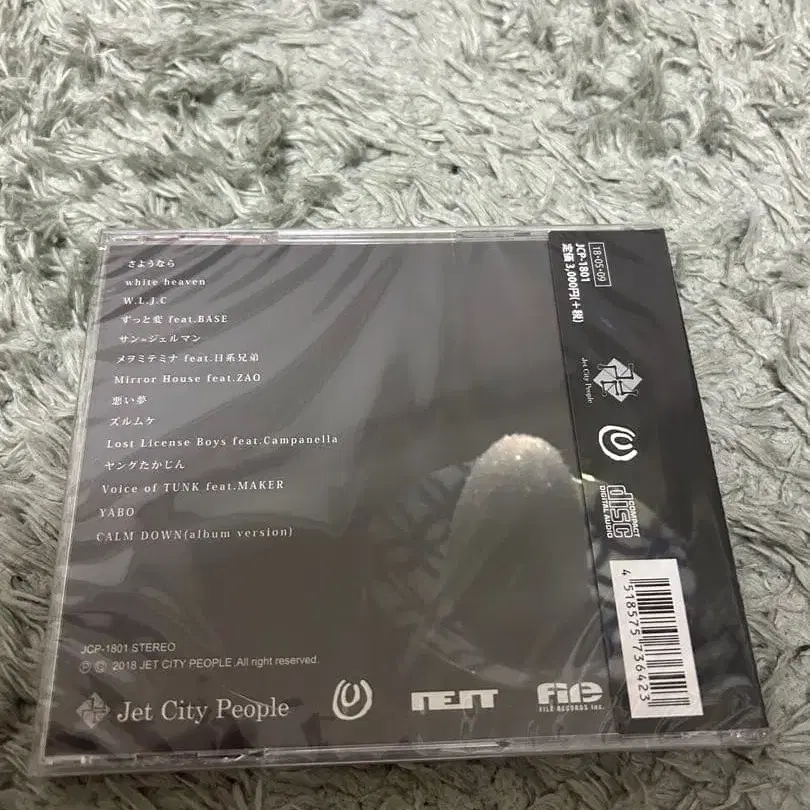 さようなら
white heaven
W.L.J.C
ずっと変 feat.BASE
サン=ジェルマン
メヲミテミナ feat.日系兄弟
Mirror House feat.ZAO
悪い夢
ズルムケ
Lost License Boys feat.Campanella
ヤングたかじん
Voice of TUNK feat.MAKER
YABO
CALM DOWN(album version)
JCP-1801 STEREO
Ⓟ Ⓒ 2018 JET CITY PEOPLE .All right reserved.
Jet City People
NEXT
FILE
FILE RECORDS Inc.
18・05・09
JCP-1801
定価3,000円(+税)
Jet City People
COMPACT
disc
DIGITAL AUDIO
4 518575 736423